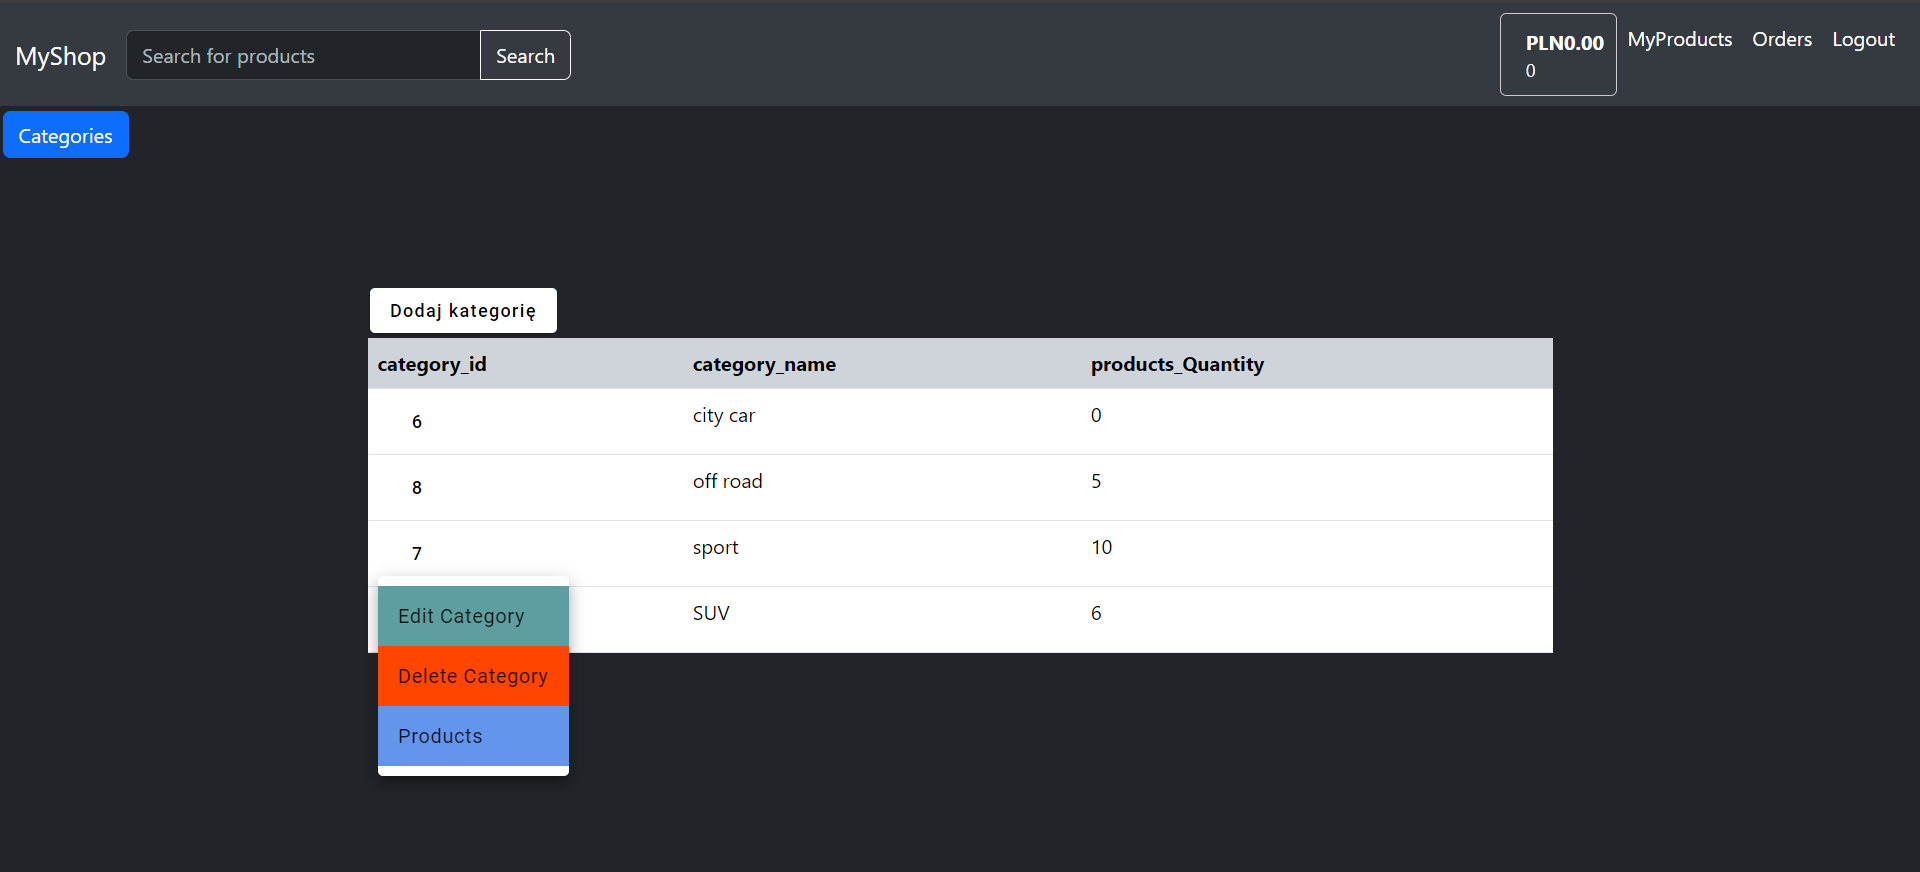 MyShop
Search for products
Search
PLN0.00
0
MyProducts
Orders
Logout
Categories
Dodaj kategorię
category_id category_name products_Quantity
6 city car 0
8 off road 5
7 sport 10
SUV 6
Edit Category
Delete Category
Products